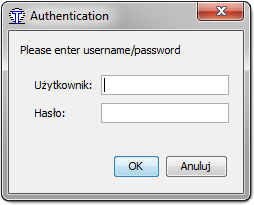 Authentication
Please enter username/password
Użytkownik:
Hasło:
OK Anuluj